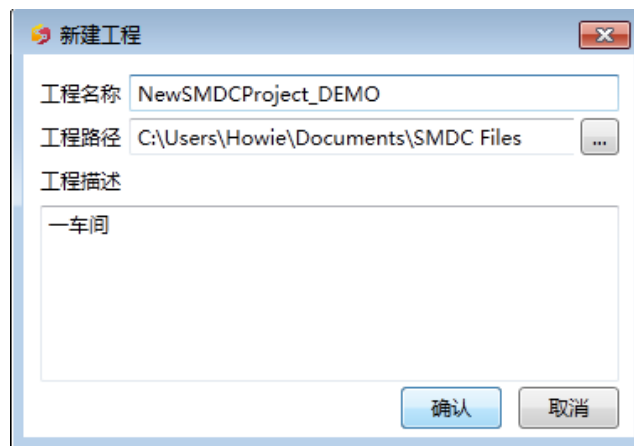 新建工程
工程名称 NewSMDCProject_DEMO
工程路径 C:\Users\Howie\Documents\SMDC Files ...
工程描述
一车间
确认 取消